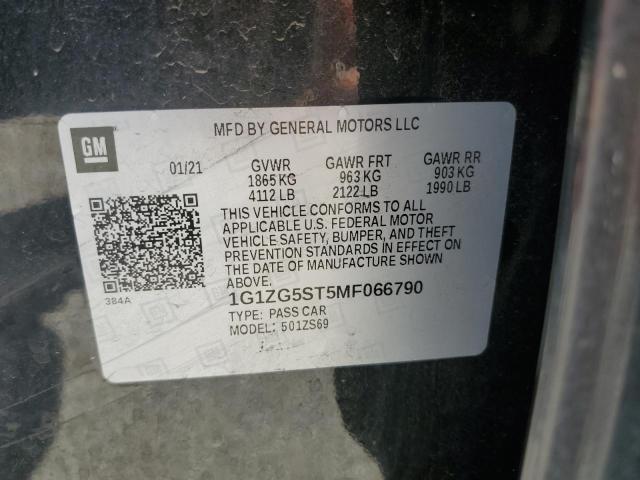 GM
MFD BY GENERAL MOTORS LLC
01/21 GVWR GAWR FRT GAWR RR
1865 KG 963 KG 903 KG
4112 LB 2122 LB 1990 LB
THIS VEHICLE CONFORMS TO ALL
APPLICABLE U.S. FEDERAL MOTOR
VEHICLE SAFETY, BUMPER, AND THEFT
PREVENTION STANDARDS IN EFFECT ON
THE DATE OF MANUFACTURE SHOWN
ABOVE.
384A
1G1ZG5ST5MF066790
TYPE: PASS CAR
MODEL: 501ZS69